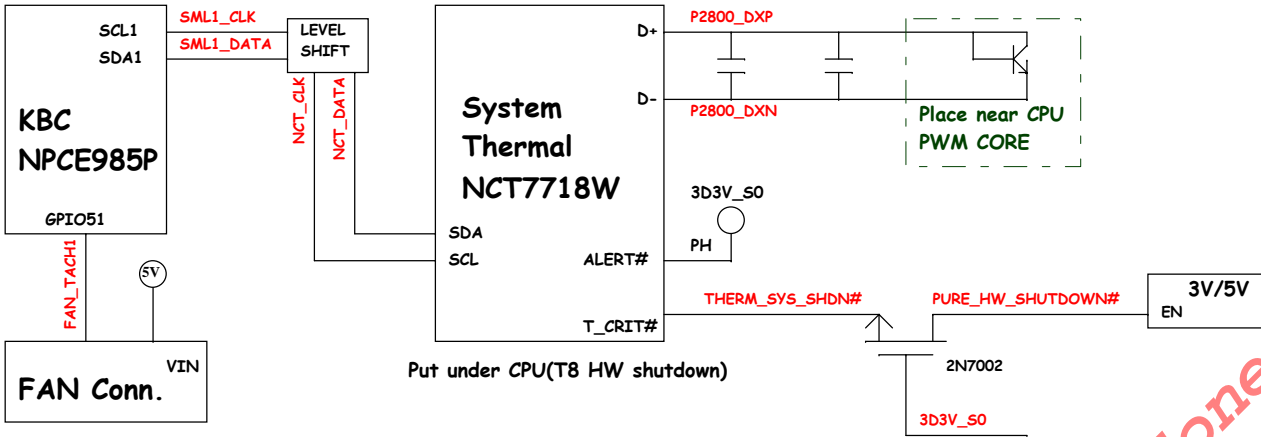 KBC
NPCE985P
SCL1
SDA1
GPIO51
SML1_CLK
SML1_DATA
LEVEL
SHIFT
NCT_CLK
NCT_DATA
FAN_TACH1
5V
VIN
FAN Conn.
System
Thermal
NCT7718W
D+
D-
SDA
SCL
ALERT#
T_CRIT#
P2800_DXP
P2800_DXN
Place near CPU
PWM CORE
3D3V_S0
PH
THERM_SYS_SHDN#
PURE_HW_SHUTDOWN#
3V/5V
EN
2N7002
3D3V_S0
Put under CPU(T8 HW shutdown)
one